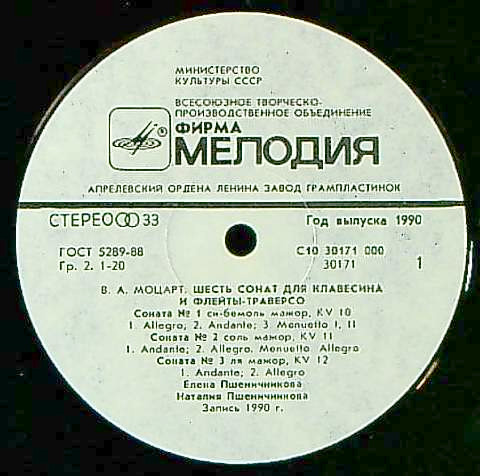 МИНИСТЕРСТВО
КУЛЬТУРЫ СССР
ВСЕСОЮЗНОЕ ТВОРЧЕСКО-
ПРОИЗВОДСТВЕННОЕ ОБЪЕДИНЕНИЕ
ФИРМА
МЕЛОДИЯ
АПРЕЛЕВСКИЙ ОРДЕНА ЛЕНИНА ЗАВОД ГРАМПЛАСТИНОК
СТЕРЕО 33
Год выпуска 1990
ГОСТ 5289-88
С10 30171 000
Гр. 2. 1-20
30171
1
В. А. МОЦАРТ. ШЕСТЬ СОНАТ ДЛЯ КЛАВЕСИНА
И ФЛЕЙТЫ-ТРАВЕРСО
Соната № 1 си-бемоль мажор, KV 10
1. Allegro; 2. Andante; 3 Menuetto I, II
Соната № 2 соль мажор, KV 11
1. Andante; 2. Allegro. Menuetto. Allegro
Соната № 3 ля мажор, KV 12
1. Andante; 2. Allegro
Елена Пшеничникова
Наталия Пшеничникова
Запись 1990 г.